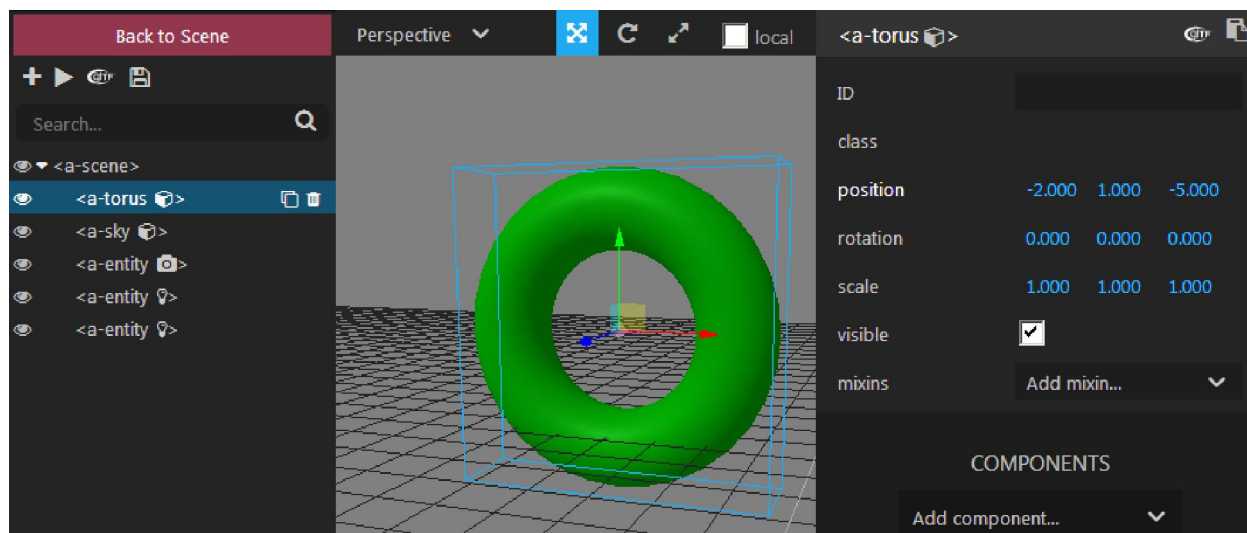 Back to Scene
Perspective
local
<a-torus>
glTF
glTF
Search...
<a-scene>
<a-torus>
<a-sky>
<a-entity>
<a-entity>
<a-entity>
ID
class
position -2.000 1.000 -5.000
rotation 0.000 0.000 0.000
scale 1.000 1.000 1.000
visible
mixins Add mixin...
COMPONENTS
Add component...